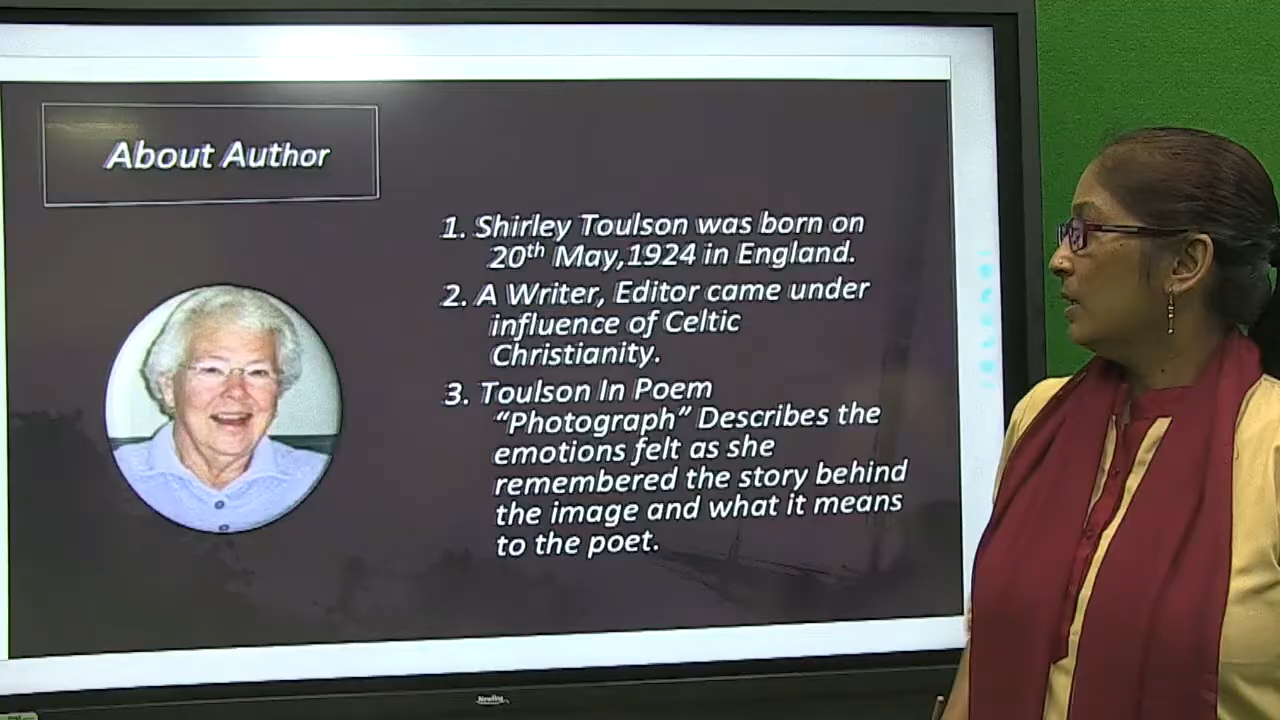 About Author
1. Shirley Toulson was born on
20th May,1924 in England.
2. A Writer, Editor came under
influence of Celtic
Christianity.
3. Toulson In Poem
"Photograph" Describes the
emotions felt as she
remembered the story behind
the image and what it means
to the poet.
Newline